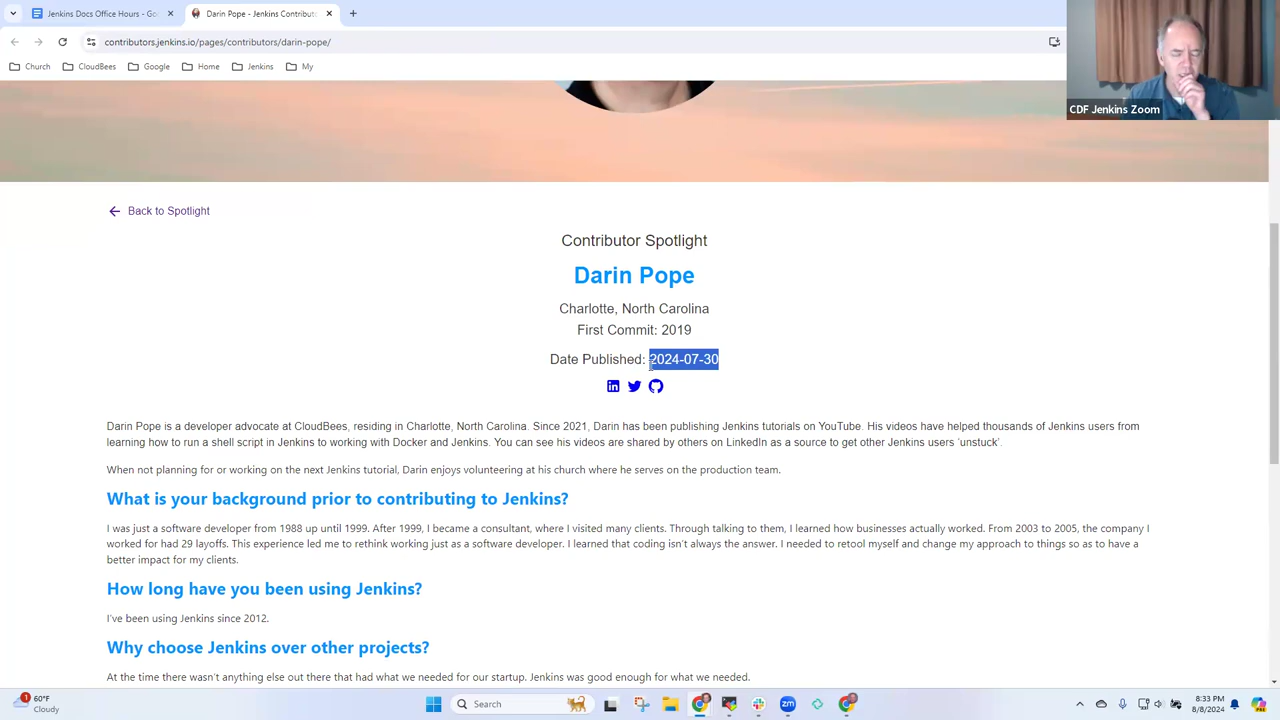 Jenkins Docs Office Hours - Go
Darin Pope - Jenkins Contribut
contributors.jenkins.io/pages/contributors/darin-pope/
Church
CloudBees
Google
Home
Jenkins
My
CDF Jenkins Zoom
Back to Spotlight
Contributor Spotlight
Darin Pope
Charlotte, North Carolina
First Commit: 2019
Date Published: 2024-07-30
Darin Pope is a developer advocate at CloudBees, residing in Charlotte, North Carolina. Since 2021, Darin has been publishing Jenkins tutorials on YouTube. His videos have helped thousands of Jenkins users from
learning how to run a shell script in Jenkins to working with Docker and Jenkins. You can see his videos are shared by others on LinkedIn as a source to get other Jenkins users 'unstuck'.
When not planning for or working on the next Jenkins tutorial, Darin enjoys volunteering at his church where he serves on the production team.
What is your background prior to contributing to Jenkins?
I was just a software developer from 1988 up until 1999. After 1999, I became a consultant, where I visited many clients. Through talking to them, I learned how businesses actually worked. From 2003 to 2005, the company I
worked for had 29 layoffs. This experience led me to rethink working just as a software developer. I learned that coding isn't always the answer. I needed to retool myself and change my approach to things so as to have a
better impact for my clients.
How long have you been using Jenkins?
I've been using Jenkins since 2012.
Why choose Jenkins over other projects?
At the time there wasn't anything else out there that had what we needed for our startup. Jenkins was good enough for what we needed.
1
60°F
Cloudy
Search
8:33 PM
8/8/2024